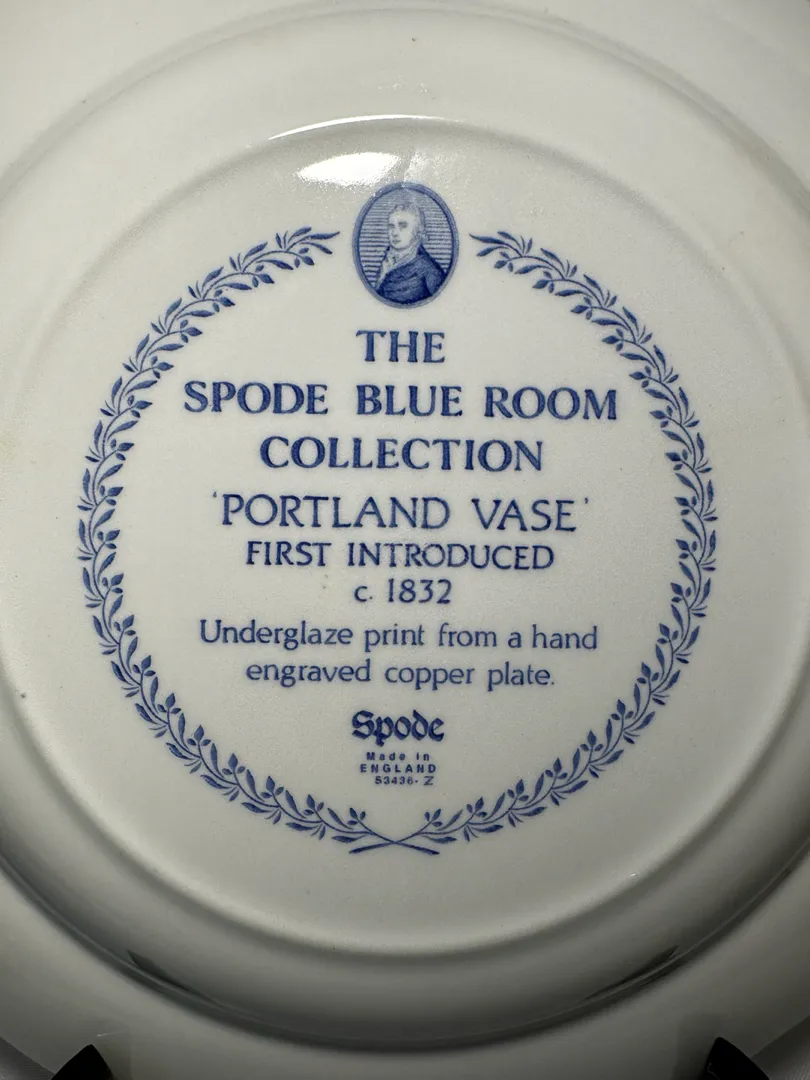 THE
SPODE BLUE ROOM
COLLECTION
'PORTLAND VASE'
FIRST INTRODUCED
c. 1832
Underglaze print from a hand
engraved copper plate.
Spode
Made in
ENGLAND
S3436- Z